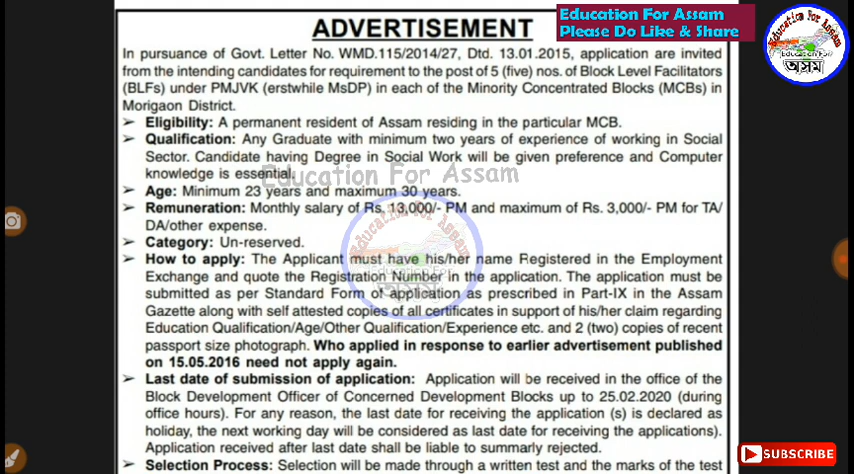 ADVERTISEMENT
Education For Assam
Please Do Like & Share
Education For Assam
অসম
In pursuance of Govt. Letter No. WMD.115/2014/27, Dtd. 13.01.2015, application are invited
from the intending candidates for requirement to the post of 5 (five) nos. of Block Level Facilitators
(BLFs) under PMJVK (erstwhile MsDP) in each of the Minority Concentrated Blocks (MCBs) in
Morigaon District.
➢ Eligibility: A permanent resident of Assam residing in the particular MCB.
➢ Qualification: Any Graduate with minimum two years of experience of working in Social
Sector. Candidate having Degree in Social Work will be given preference and Computer
knowledge is essential.
Education For Assam
➢ Age: Minimum 23 years and maximum 30 years.
➢ Remuneration: Monthly salary of Rs. 13,000/- PM and maximum of Rs. 3,000/- PM for TA/
DA/other expense.
➢ Category: Un-reserved.
➢ How to apply: The Applicant must have his/her name Registered in the Employment
Exchange and quote the Registration Number in the application. The application must be
submitted as per Standard Form of application as prescribed in Part-IX in the Assam
Gazette along with self attested copies of all certificates in support of his/her claim regarding
Education Qualification/Age/Other Qualification/Experience etc. and 2 (two) copies of recent
passport size photograph. Who applied in response to earlier advertisement published
on 15.05.2016 need not apply again.
Education For Assam
Education For
অসম
➢ Last date of submission of application: Application will be received in the office of the
Block Development Officer of Concerned Development Blocks up to 25.02.2020 (during
office hours). For any reason, the last date for receiving the application (s) is declared as
holiday, the next working day will be considered as last date for receiving the applications).
Application received after last date shall be liable to summarly rejected.
➢ Selection Process: Selection will be made through a written test and the marks of the test
SUBSCRIBE